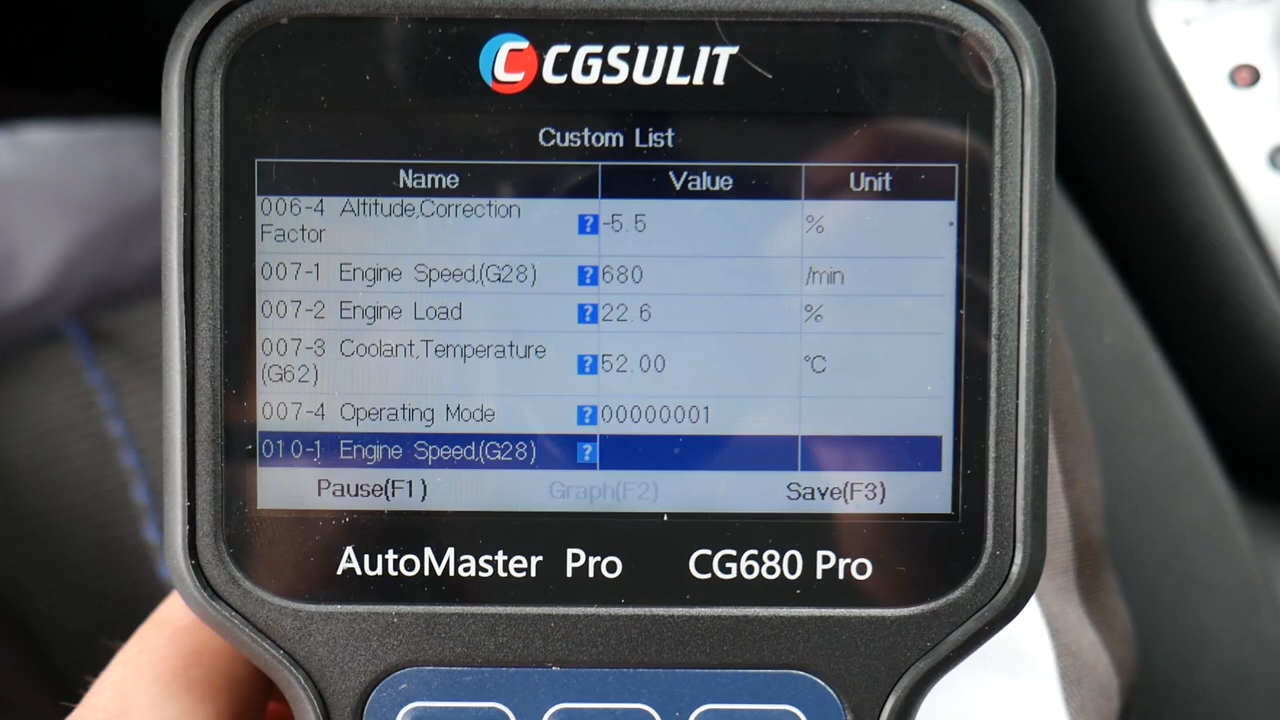 CGSULIT
Custom List
Name Value Unit
006-4 Altitude,Correction
Factor ? -5.5 %
007-1 Engine Speed,(G28) ? 680 /min
007-2 Engine Load ? 22.6 %
007-3 Coolant,Temperature
(G62) ? 52.00 °C
007-4 Operating Mode ? 00000001
010-1 Engine Speed,(G28) ?
Pause(F1) Graph(F2) Save(F3)
AutoMaster Pro CG680 Pro